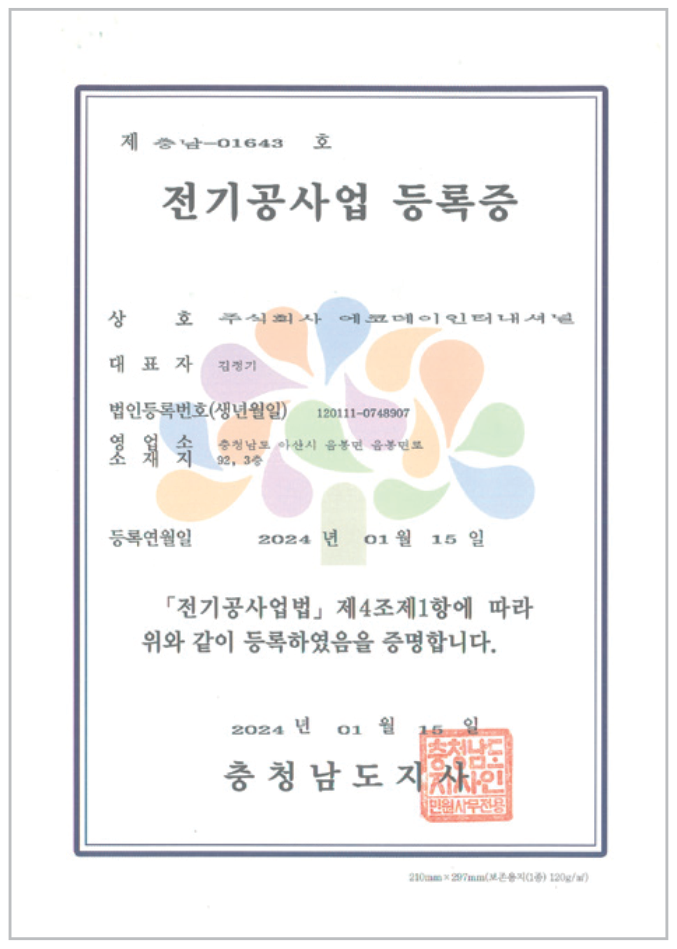 제 충남-01643 호
전기공사업 등록증
상 호 주식회사 에코데이인터내셔널
대 표 자 김정기
법인등록번호(생년월일) 120111-0748907
영 업 소 충청남도 아산시 음봉면 음봉면로
소 재 지 92, 3층
등록연월일 2024 년 01 월 15 일
「전기공사업법」 제4조제1항에 따라
위와 같이 등록하였음을 증명합니다.
2024 년 01 월 15 일
충청남도지사
충청남도
지사인
민원사무전용
210mm×297mm(보존용지(1종) 120g/㎡)